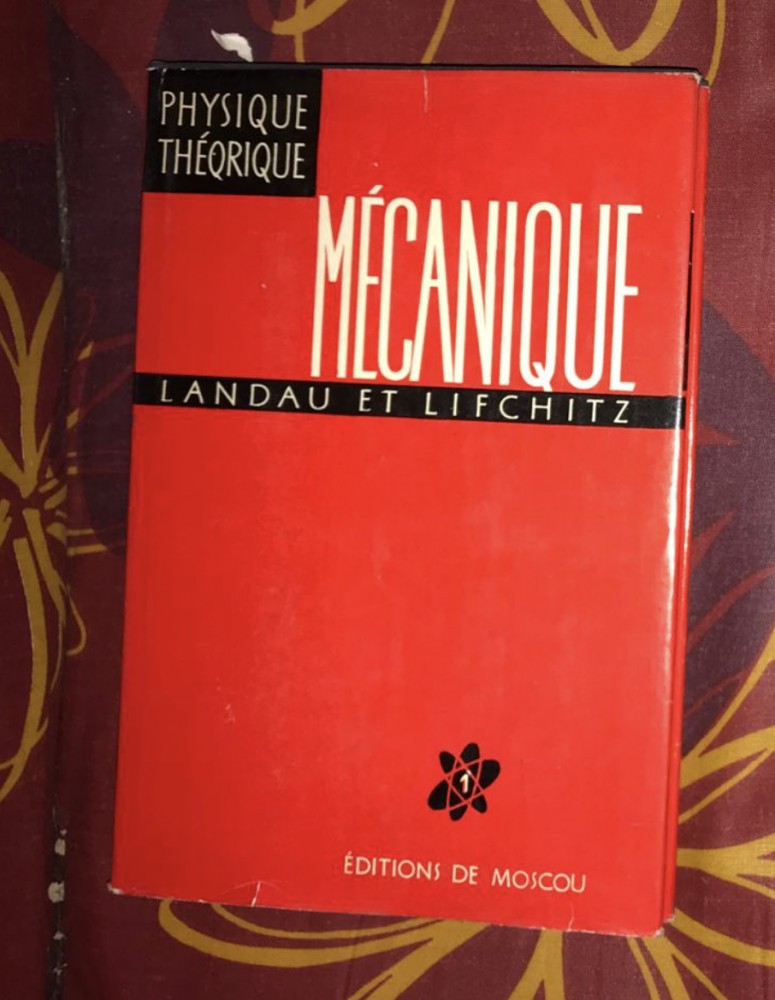 PHYSIQUE
THÉORIQUE
MÉCANIQUE
LANDAU ET LIFCHITZ
1
ÉDITIONS DE MOSCOU